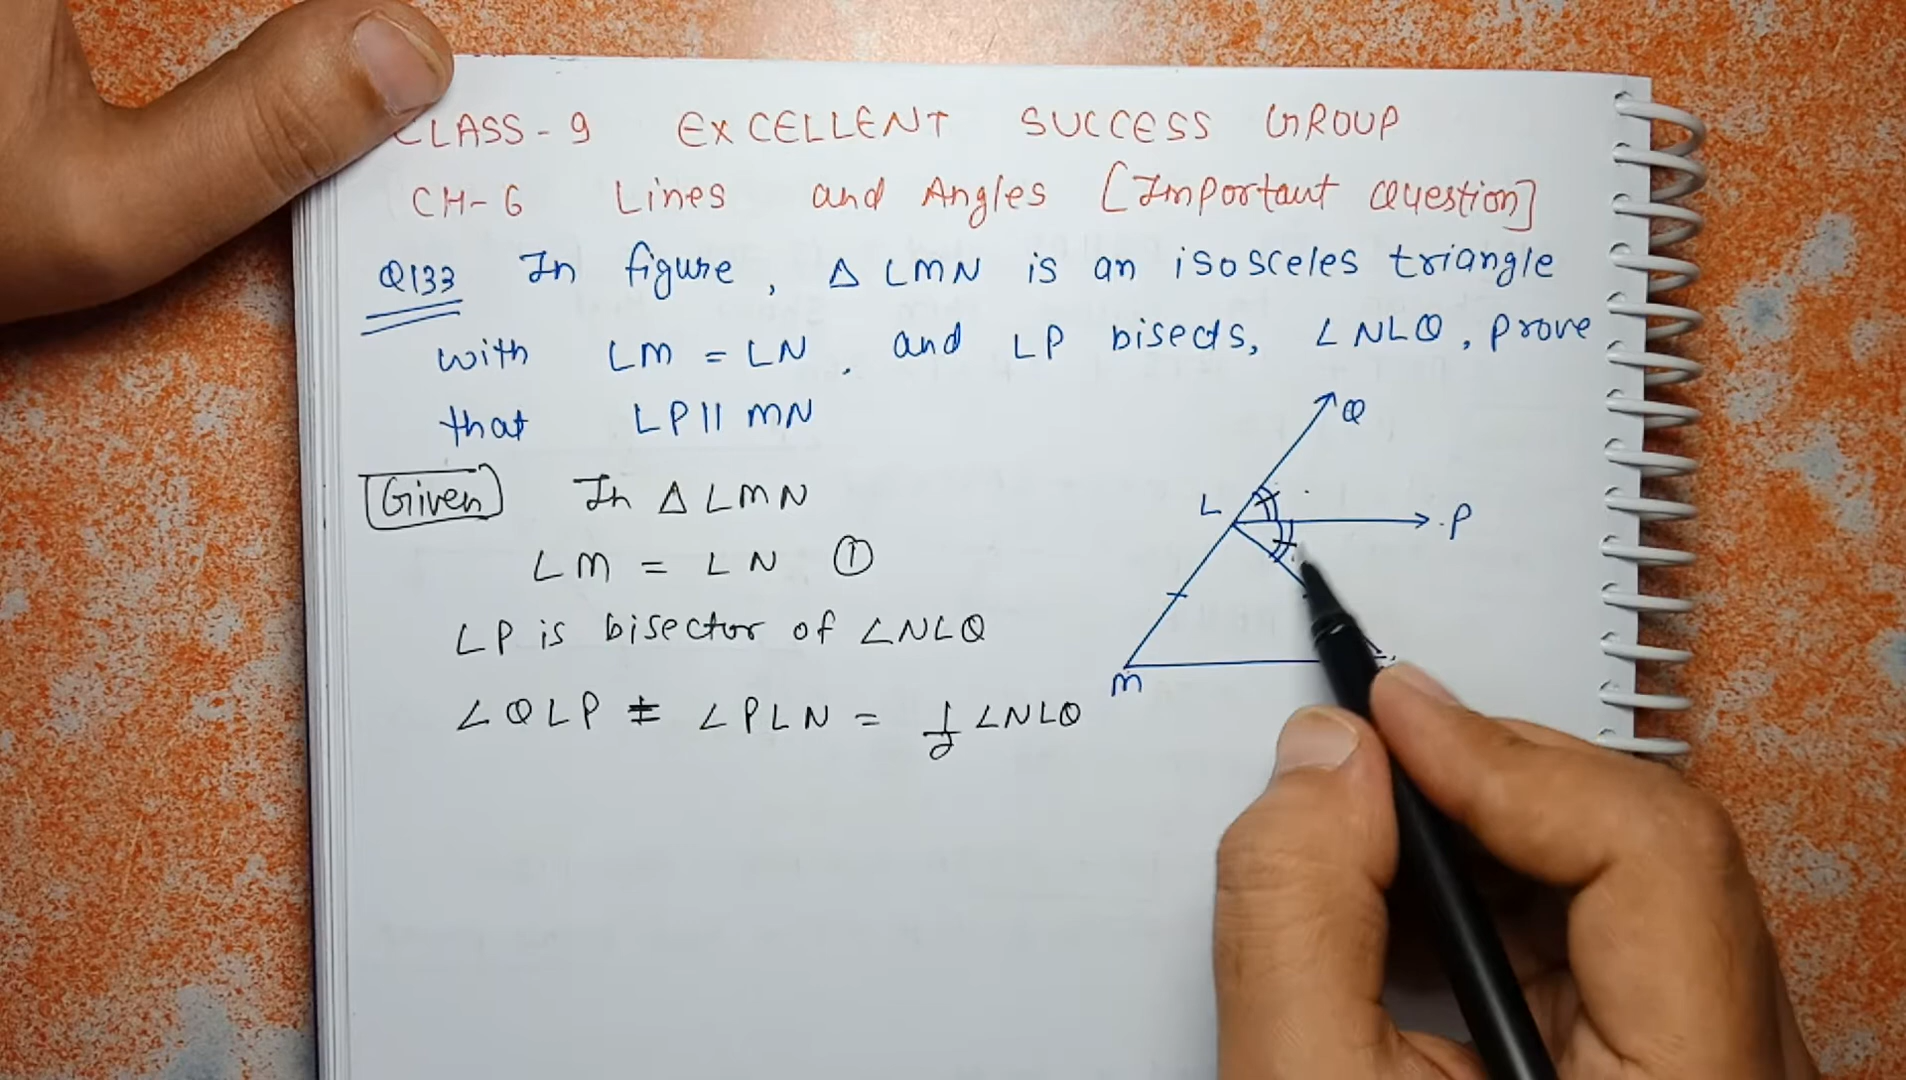 CLASS - 9 EXCELLENT SUCCESS GROUP
CH-6 Lines and Angles [Important Question]
Q133 In figure, Δ LMN is an isosceles triangle
with LM = LN, and LP bisects, ∠NLQ, prove
that LP || MN
Q
Given In Δ LMN
L P
LM = LN ①
LP is bisector of ∠NLQ
M
∠QLP = ∠PLN = 1/2 ∠NLQ